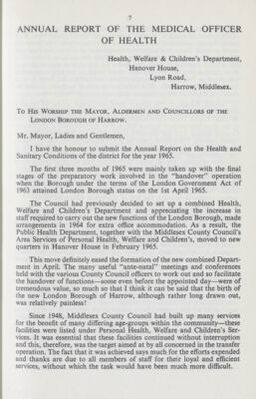 7
ANNUAL REPORT OF THE MEDICAL OFFICER
OF HEALTH
Health, Welfare & Children's Department,
Hanover House,
Lyon Road,
Harrow, Middlesex.
To His Worship the Mayor, Aldermen and Councillors of the
London Borough of Harrow.
Mr. Mayor, Ladies and Gentlemen,
I have the honour to submit the Annual Report on the Health and
Sanitary Conditions of the district for the year 1965.
The first three months of 1965 were mainly taken up with the final
stages of the preparatory work involved in the "handover" operation
when the Borough under the terms of the London Government Act of
1963 attained London Borough status on the 1st April 1965.
The Council had previously decided to set up a combined Health,
Welfare and Children's Department and appreciating the increase in
staff required to carry out the new functions of the London Borough, made
arrangements in 1964 for extra office accommodation. As a result, the
Public Health Department, together with the Middlesex County Council's
Area Services of Personal Health, Welfare and Children's, moved to new
quarters in Hanover House in February 1965.
This move definitely eased the formation of the new combined Depart-
ment in April. The many useful "ante-natal" meetings and conferences
held with the various County Council officers to work out and so facilitate
the handover of functions—some even before the appointed day—were of
tremendous value, so much so that I think it can be said that the birth of
the new London Borough of Harrow, although rather long drawn out,
was relatively painless!
Since 1948, Middlesex County Council had built up many services
for the benefit of many differing age-groups within the community—these
facilities were listed under Personal Health, Welfare and Children's Ser-
vices. It was essential that these facilities continued without interruption
and this, therefore, was the target aimed at by all concerned in the transfer
operation. The fact that it was achieved says much for the efforts expended
and thanks are due to all members of staff for their loyal and efficient
services, without which the task would have been much more difficult.